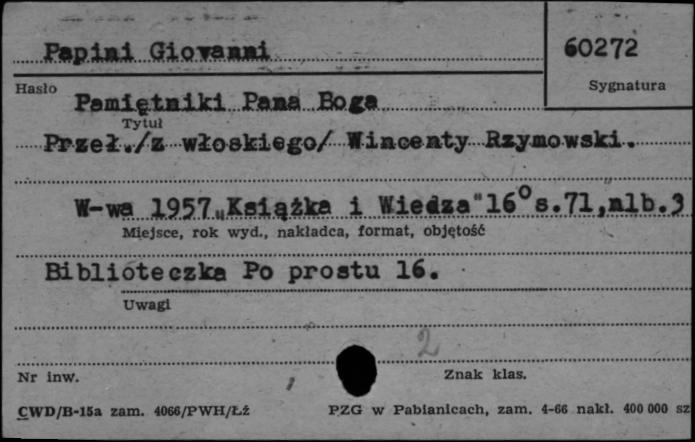 Papini Giovanni
60272
Hasło
Sygnatura
Pamiętniki Pana Boga
Tytuł
Przeł./z włoskiego/ Wincenty Rzymowski.
W-wa 1957 „Książka i Wiedza" 16° s.71, nlb.3
Miejsce, rok wyd., nakładca, format, objętość
Biblioteczka Po prostu 16.
Uwagi
2
Nr inw.
Znak klas.
CWD/B-15a zam. 4066/PWH/Łź
PZG w Pabianicach, zam. 4-66 nakł. 400 000 sz